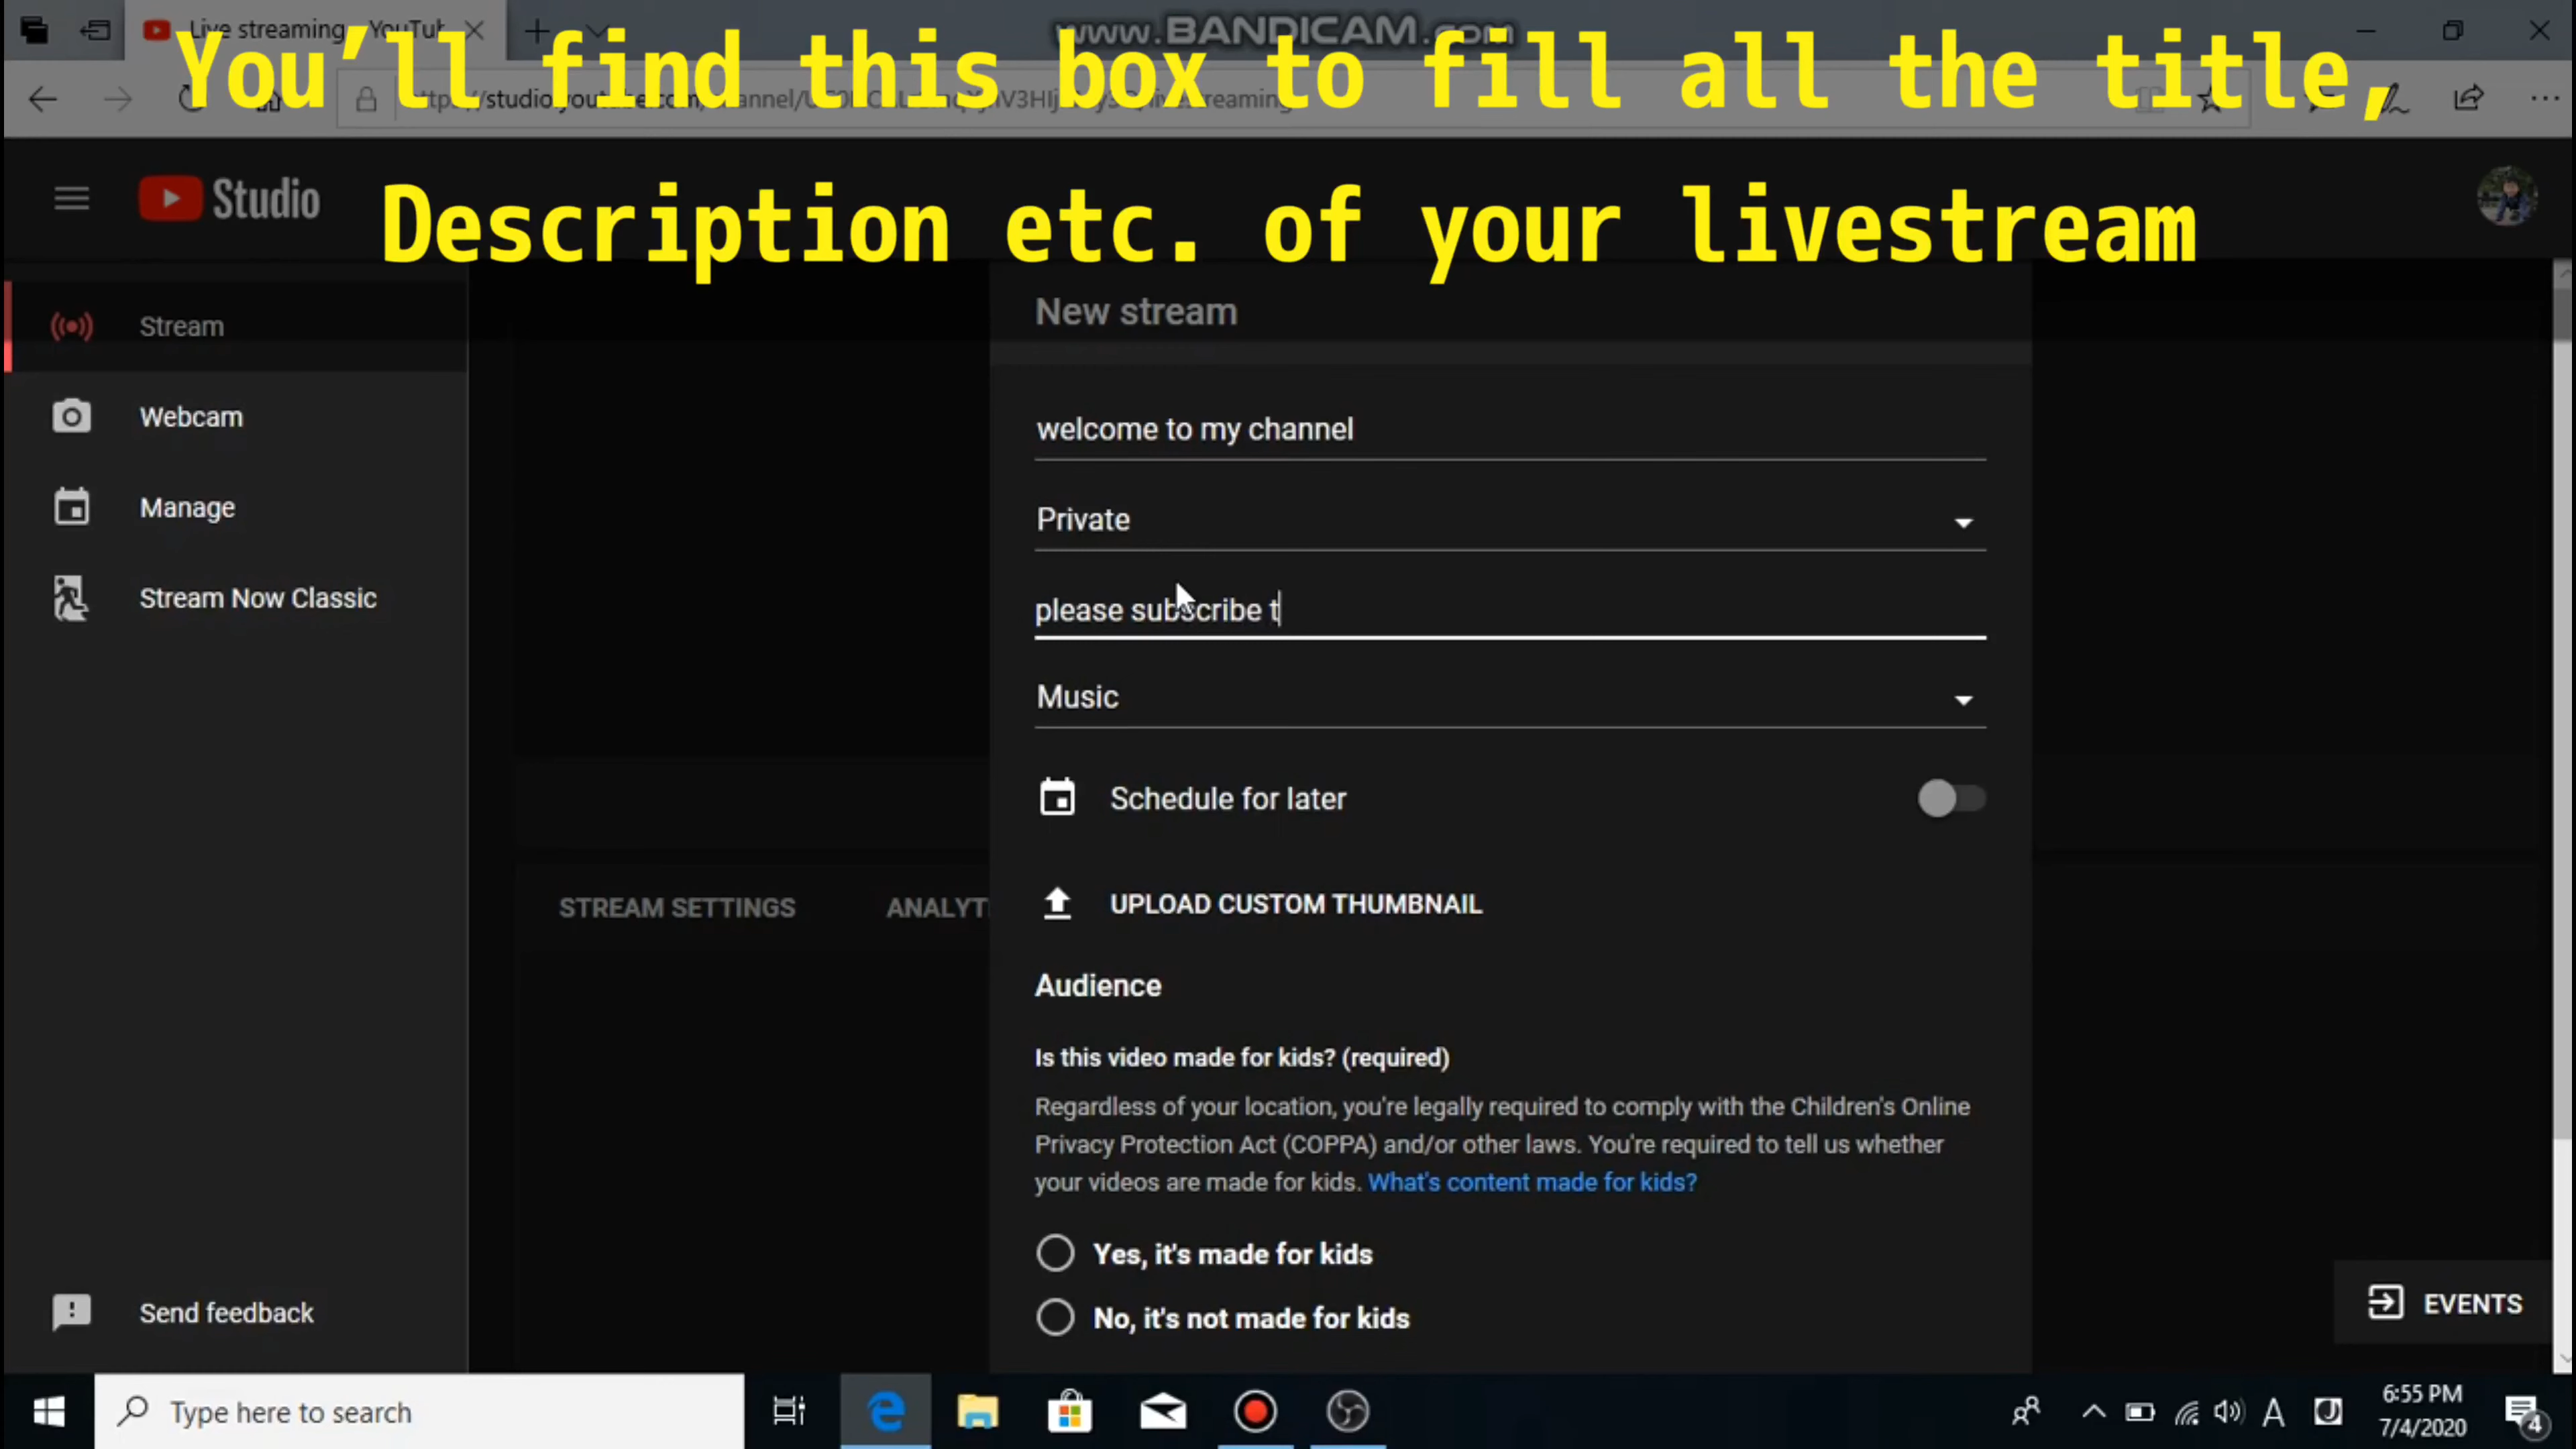 Live streaming - YouTu
www.BANDICAM.com
You’ll find this box to fill all the title,
Description etc. of your livestream
Studio
New stream
Stream
Webcam
Manage
Stream Now Classic
welcome to my channel
Private
please subscribe t
Music
Schedule for later
STREAM SETTINGS
ANALYT
UPLOAD CUSTOM THUMBNAIL
Audience
Is this video made for kids? (required)
Regardless of your location, you're legally required to comply with the Children's Online
Privacy Protection Act (COPPA) and/or other laws. You're required to tell us whether
your videos are made for kids. What's content made for kids?
Yes, it's made for kids
No, it's not made for kids
Send feedback
EVENTS
Type here to search
A
J
6:55 PM
7/4/2020
4